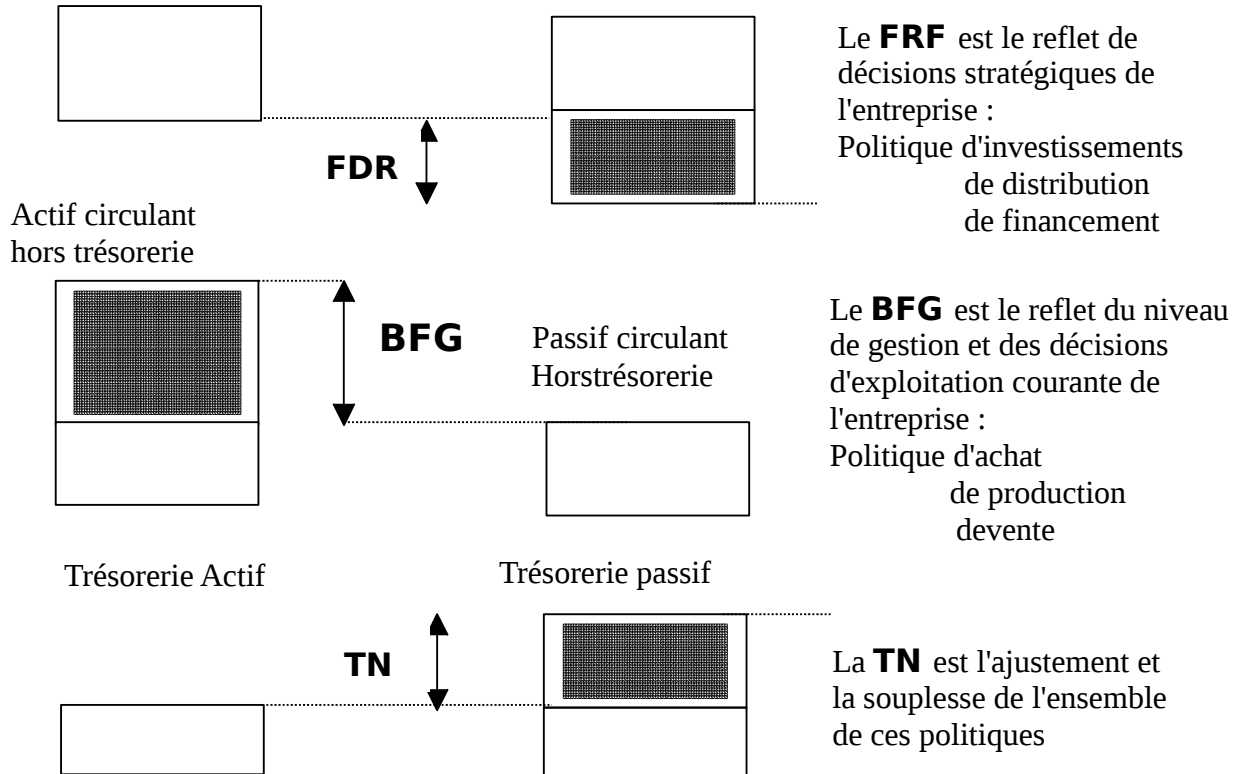 Le FRF est le reflet de
décisions stratégiques de
l'entreprise :
Politique d'investissements
de distribution
de financement
FDR
Actif circulant
hors trésorerie
BFG
Passif circulant
Horstrésorerie
Le BFG est le reflet du niveau
de gestion et des décisions
d'exploitation courante de
l'entreprise :
Politique d'achat
de production
devente
Trésorerie Actif
Trésorerie passif
TN
La TN est l'ajustement et
la souplesse de l'ensemble
de ces politiques